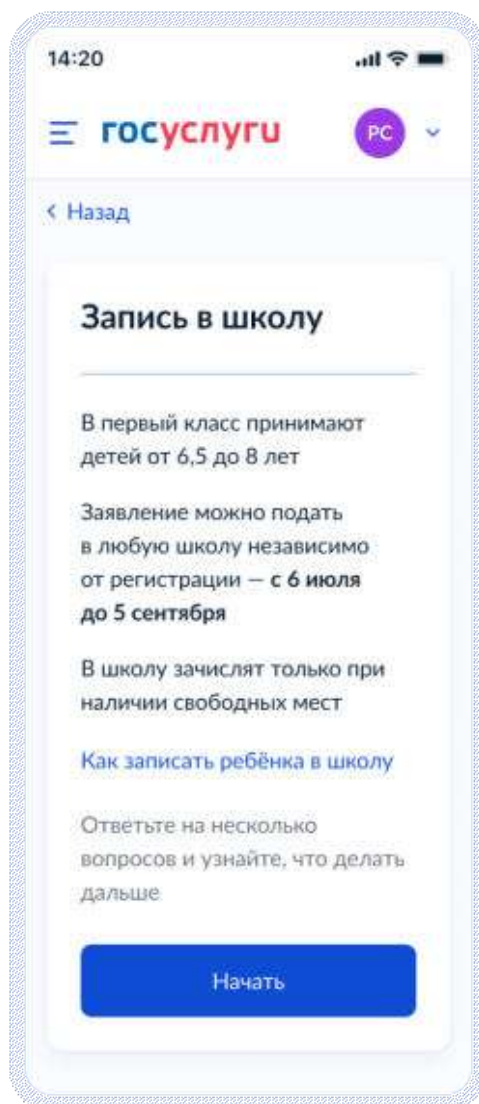 14:20
госуслуги
РС
Назад
Запись в школу
В первый класс принимают
детей от 6,5 до 8 лет
Заявление можно подать
в любую школу независимо
от регистрации — с 6 июля
до 5 сентября
В школу зачислят только при
наличии свободных мест
Как записать ребёнка в школу
Ответьте на несколько
вопросов и узнайте, что делать
дальше
Начать